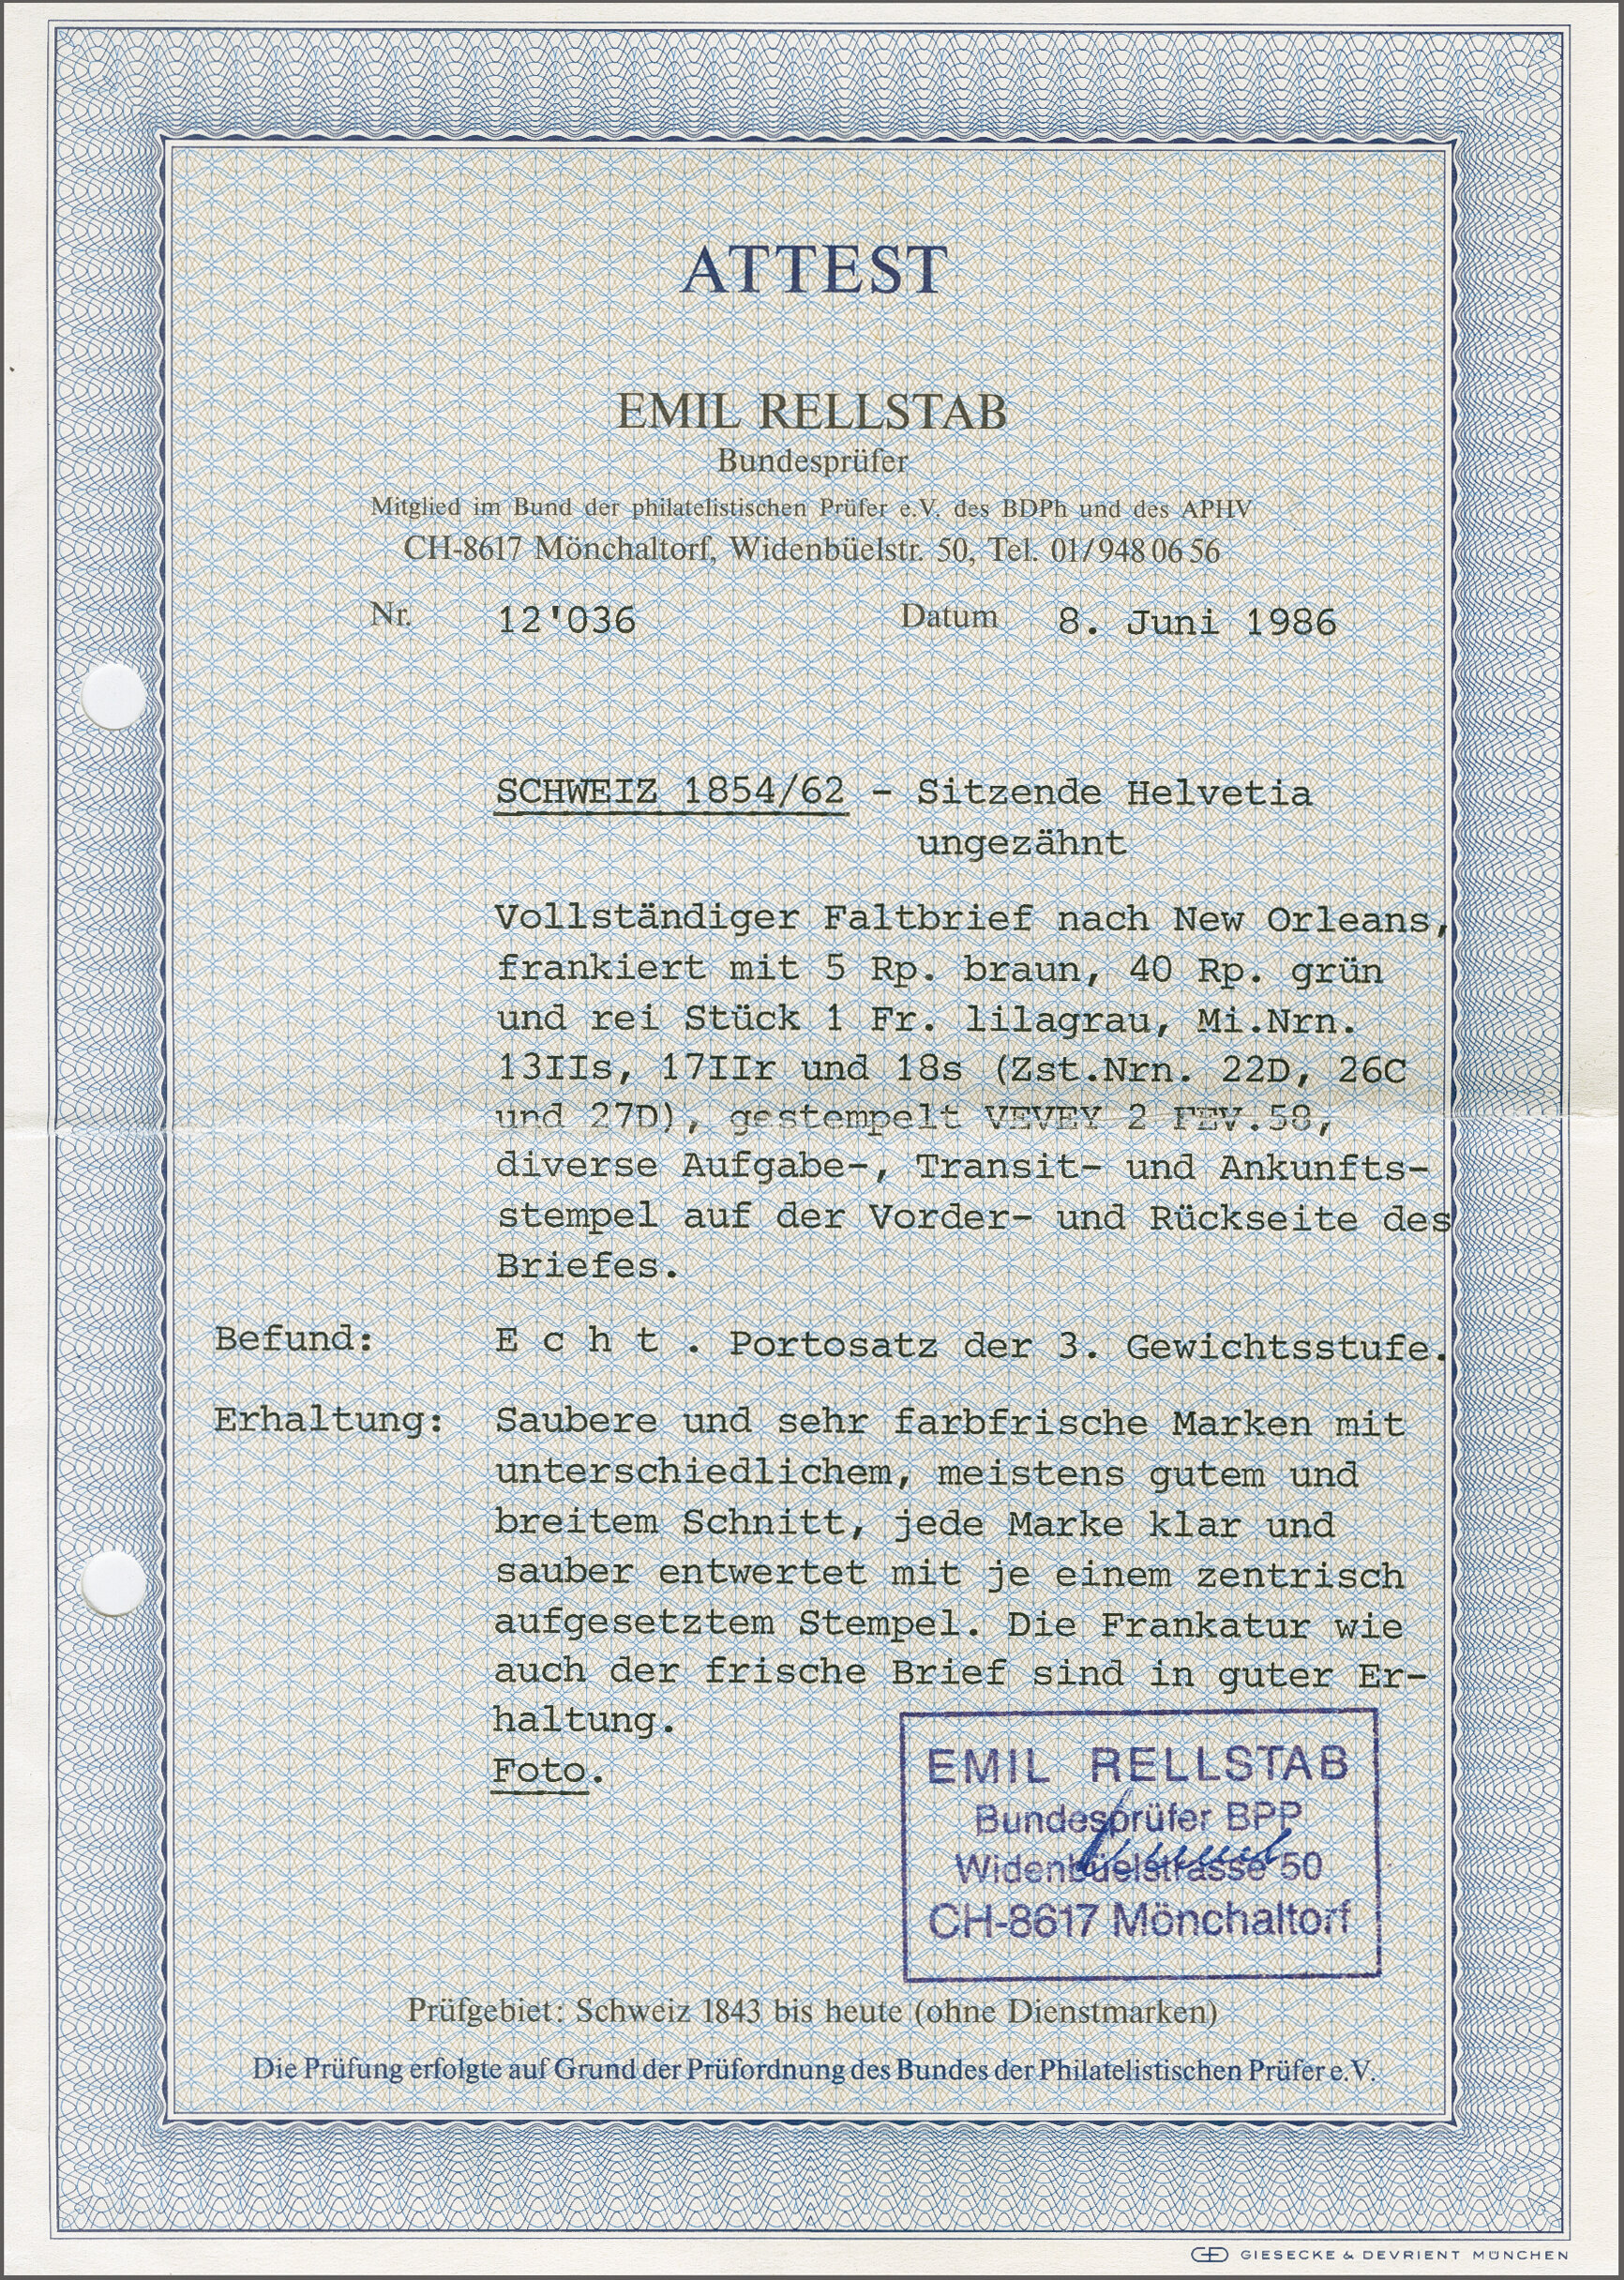 ATTEST
EMIL RELLSTAB
Bundesprüfer
Mitglied im Bund der philatelistischen Prüfer e.V. des BDPh und des APHV
CH-8617 Mönchaltorf, Widenbüelstr. 50, Tel. 01/948 06 56
Nr. 12'036 Datum 8. Juni 1986
SCHWEIZ 1854/62 - Sitzende Helvetia
ungezähnt
Vollständiger Faltbrief nach New Orleans,
frankiert mit 5 Rp. braun, 40 Rp. grün
und rei Stück 1 Fr. lilagrau, Mi.Nrn.
13IIs, 17IIr und 18s (Zst.Nrn. 22D, 26C
und 27D), gestempelt VEVEY 2 FEV.58,
diverse Aufgabe-, Transit- und Ankunfts-
stempel auf der Vorder- und Rückseite des
Briefes.
Befund: E c h t . Portosatz der 3. Gewichtsstufe.
Erhaltung: Saubere und sehr farbfrische Marken mit
unterschiedlichem, meistens gutem und
breitem Schnitt, jede Marke klar und
sauber entwertet mit je einem zentrisch
aufgesetztem Stempel. Die Frankatur wie
auch der frische Brief sind in guter Er-
haltung.
Foto.
EMIL RELLSTAB
Bundesprüfer BPP
Widenbüelstrasse 50
CH-8617 Mönchaltorf
Prüfgebiet: Schweiz 1843 bis heute (ohne Dienstmarken)
Die Prüfung erfolgte auf Grund der Prüfordnung des Bundes der Philatelistischen Prüfer e.V.
GIESECKE & DEVRIENT MÜNCHEN